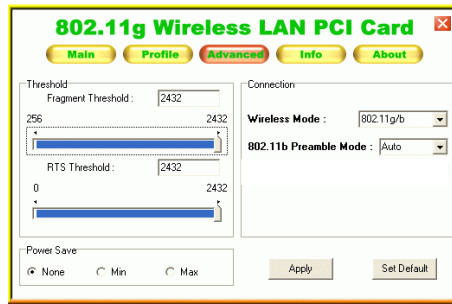 802.11g Wireless LAN PCI Card
Main Profile Advanced Info About
Threshold
Fragment Threshold : 2432
256 2432
RTS Threshold : 2432
0 2432
Connection
Wireless Mode : 802.11g/b
802.11b Preamble Mode : Auto
Power Save
None Min Max
Apply Set Default